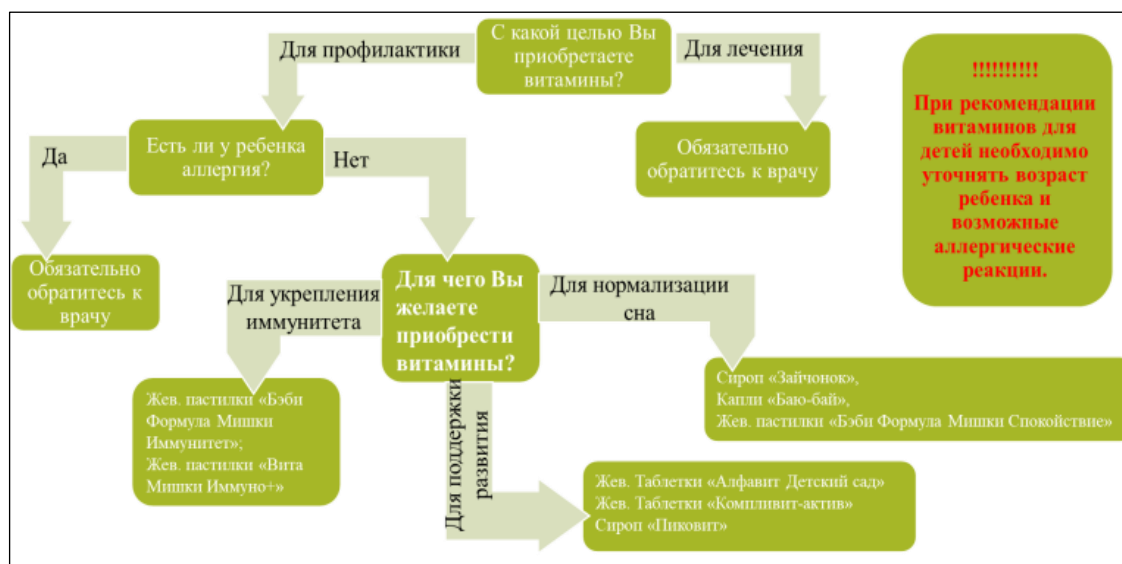 С какой целью Вы
приобретаете
витамины?
Для профилактики
Для лечения
!!!!!!!!!!
При рекомендации
витаминов для
детей необходимо
уточнять возраст
ребенка и
возможные
аллергические
реакции.
Да
Есть ли у ребенка
аллергия?
Нет
Обязательно
обратитесь к врачу
Обязательно
обратитесь к
врачу
Для укрепления
иммунитета
Для чего Вы
желаете
приобрести
витамины?
Для нормализации
сна
Жев. пастилки «Бэби
Формула Мишки
Иммунитет»;
Жев. пастилки «Вита
Мишки Иммуно+»
Для поддержки
развития
Сироп «Зайчонок»,
Капли «Баю-бай»,
Жев. пастилки «Бэби Формула Мишки Спокойствие»
Жев. Таблетки «Алфавит Детский сад»
Жев. Таблетки «Компливит-актив»
Сироп «Пиковит»